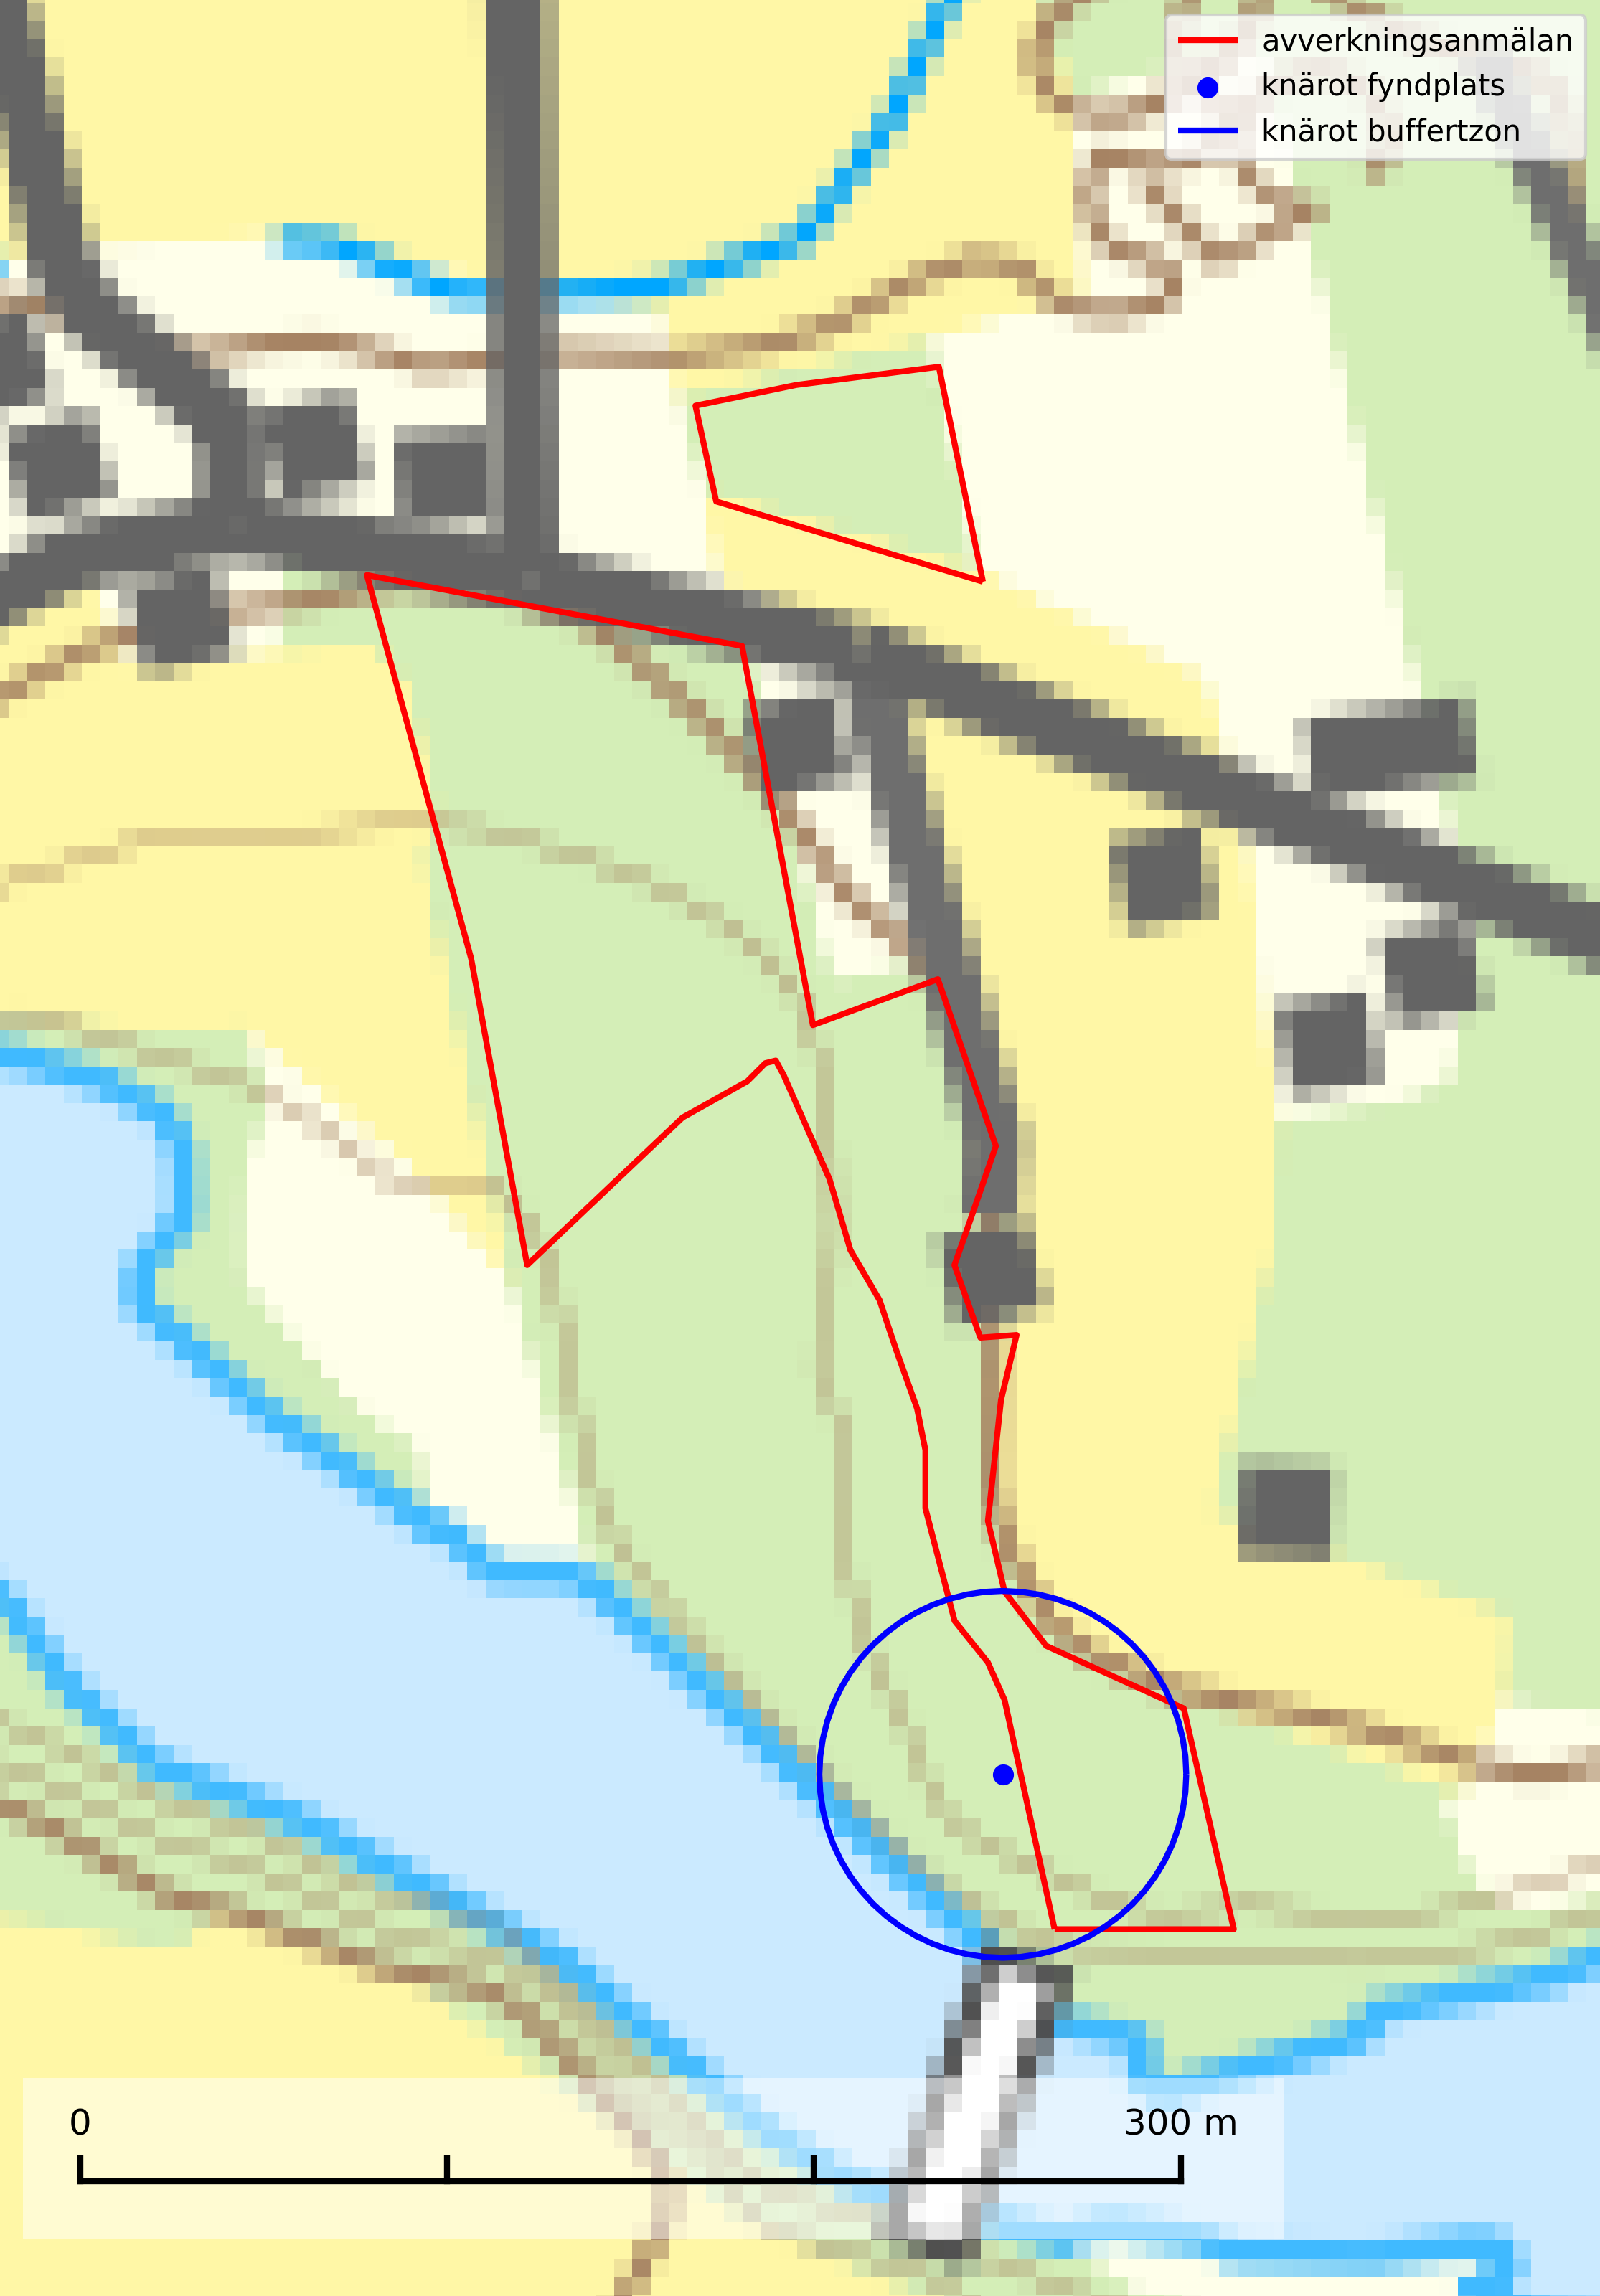 avverkningsanmälan
knärot fyndplats
knärot buffertzon
0
300 m